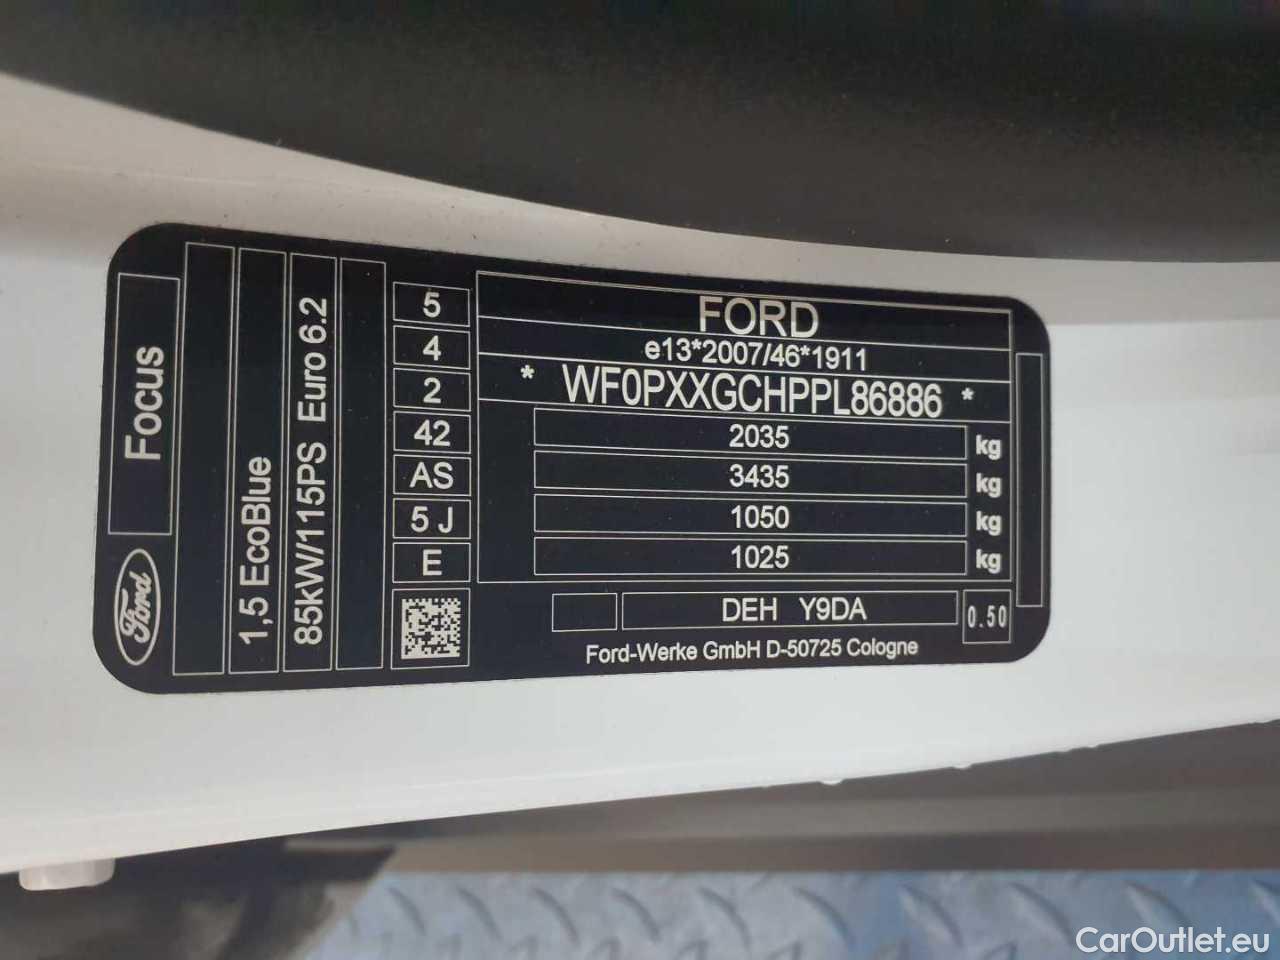 FORD
e13*2007/46*1911
* WF0PXXGCHPPL86886 *
2035 kg
3435 kg
1050 kg
1025 kg
DEH Y9DA
0.50
Ford-Werke GmbH D-50725 Cologne
5
4
2
42
AS
5 J
E
Ford
Focus
1,5 EcoBlue
85kW/115PS Euro 6.2
CarOutlet.eu